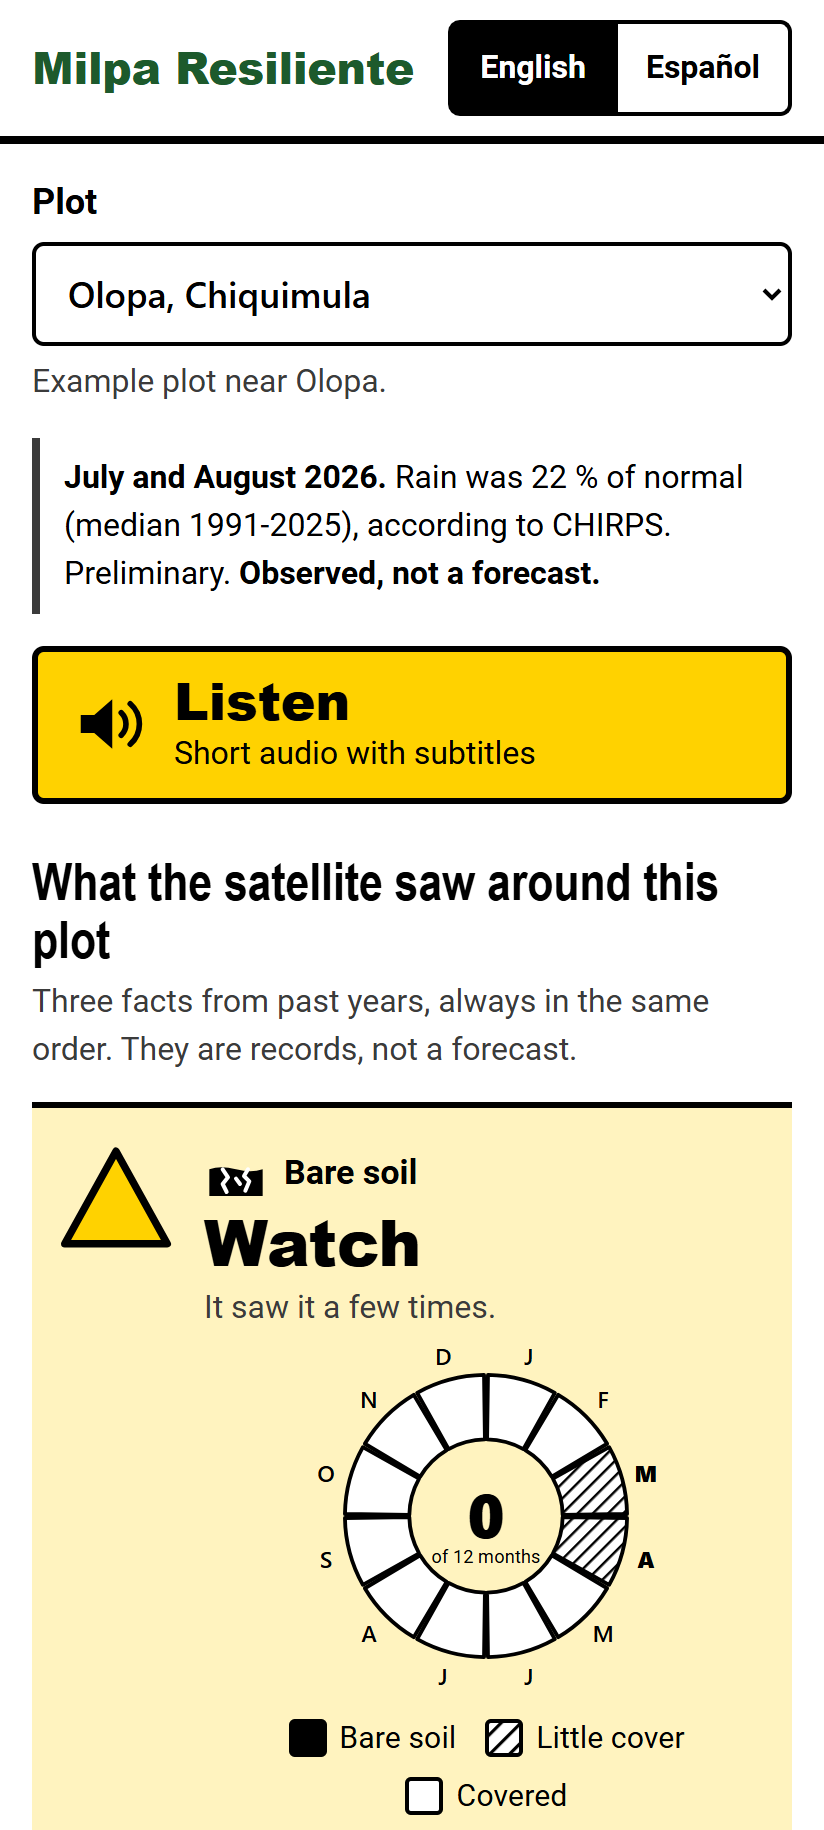 Milpa Resiliente
English
Español
Plot
Olopa, Chiquimula
Example plot near Olopa.
July and August 2026. Rain was 22 % of normal
(median 1991-2025), according to CHIRPS.
Preliminary. Observed, not a forecast.
Listen
Short audio with subtitles
What the satellite saw around this
plot
Three facts from past years, always in the same
order. They are records, not a forecast.
Bare soil
Watch
It saw it a few times.
D J
N F
O M
0
of 12 months
S A
A M
J J
Bare soil
Little cover
Covered